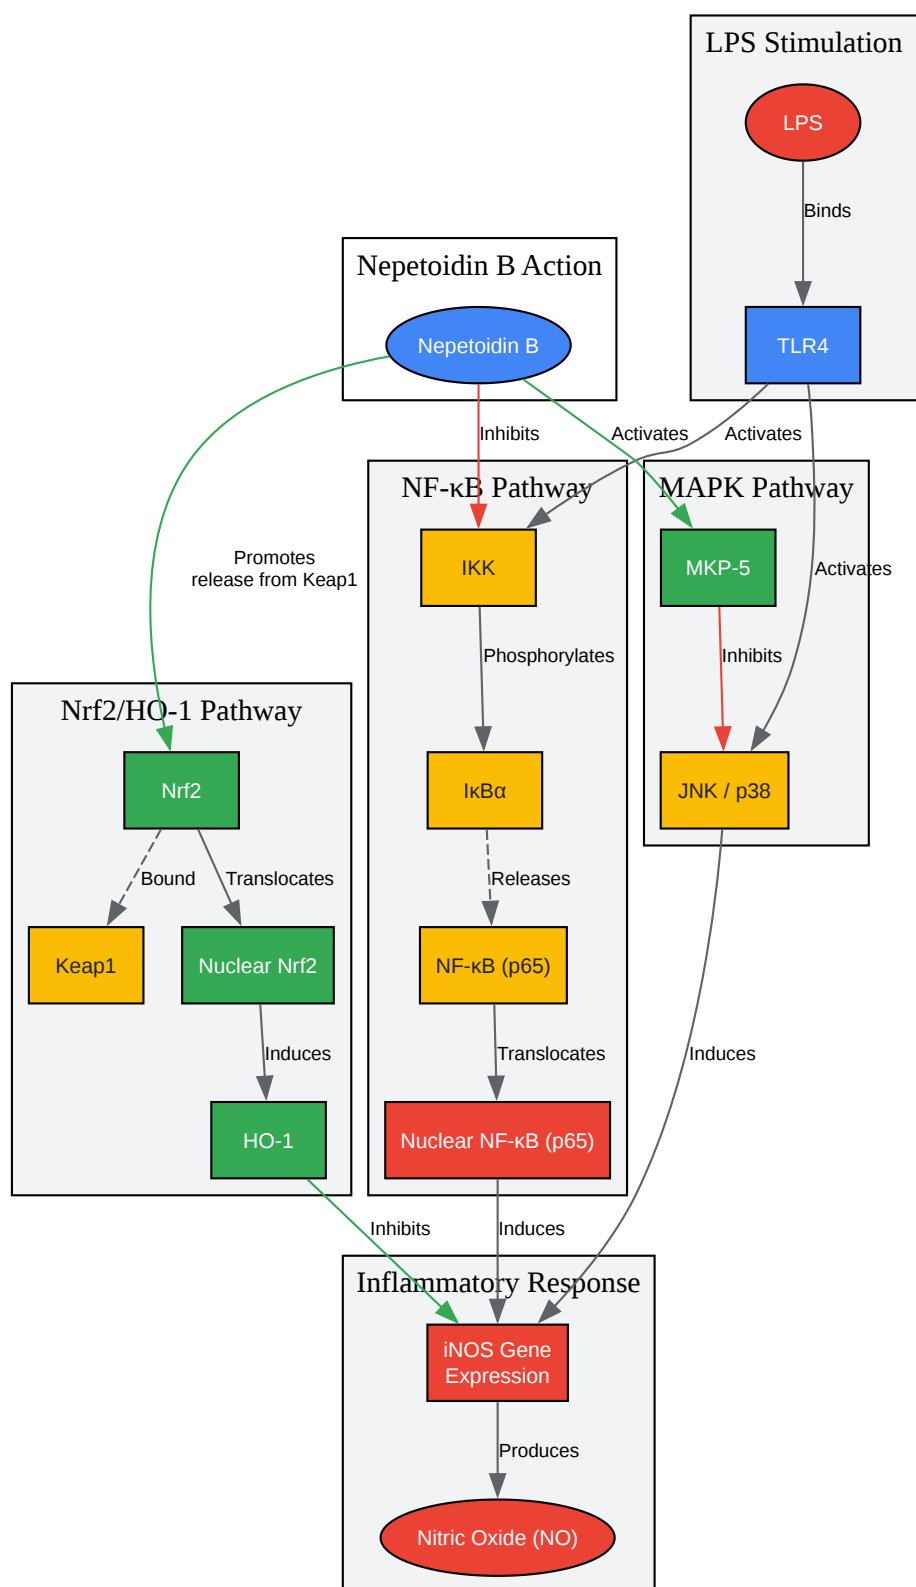 LPS Stimulation
LPS
Binds
TLR4
Nepetoidin B Action
Nepetoidin B
Inhibits
Activates
Activates
NF-κB Pathway
MAPK Pathway
IKK
MKP-5
Promotes
release from Keap1
Activates
Phosphorylates
Inhibits
Nrf2/HO-1 Pathway
Nrf2
IκBα
JNK / p38
Bound
Translocates
Releases
Keap1
Nuclear Nrf2
NF-κB (p65)
Induces
Translocates
Induces
HO-1
Nuclear NF-κB (p65)
Inhibits
Induces
Inflammatory Response
iNOS Gene
Expression
Produces
Nitric Oxide (NO)